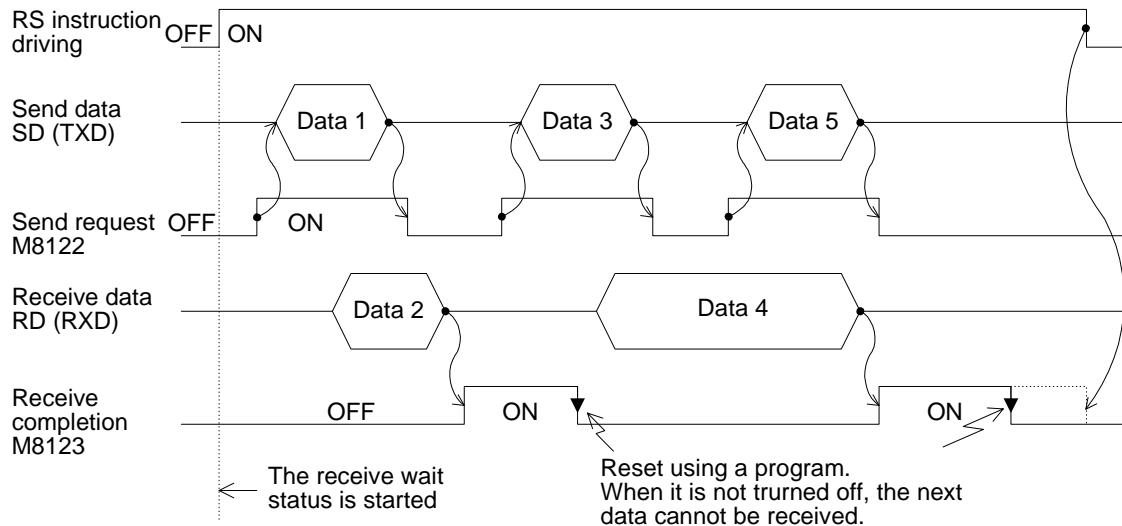 RS instruction
driving
OFF
ON
Send data
SD (TXD)
Data 1
Data 3
Data 5
Send request
M8122
OFF
ON
Receive data
RD (RXD)
Data 2
Data 4
Receive
completion
M8123
OFF
ON
ON
The receive wait
status is started
Reset using a program.
When it is not trurned off, the next
data cannot be received.